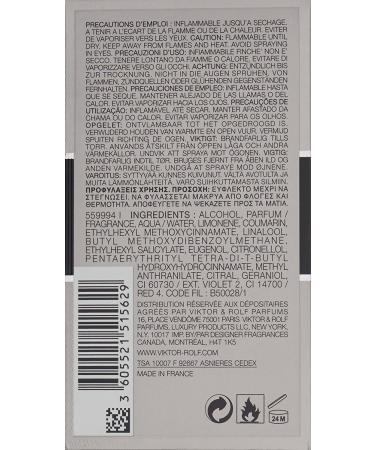 PRECAUTIONS D'EMPLOI : INFLAMMABLE JUSQU'A SECHAGE.
A TENIR A L'ECART DE LA FLAMME OU DE LA CHALEUR. EVITER
DE VAPORISER VERS LES YEUX. CAUTION: FLAMMABLE UNTIL
DRY. KEEP AWAY FROM FLAMES AND HEAT. AVOID SPRAYING
IN EYES. PRECAUZIONI D'USO: INFIAMMABILE FINCHE' NON E'
SECCO. TENERE LONTANO DA FIAMME O CALORE. EVITARE DI
VAPORIZZARE VERSO GLI OCCHI. ACHTUNG: ENTZUNDLICH BIS
ZUR TROCKNUNG. NICHT IN DIE AUGEN SPRÜHEN, VON
FLAMMEN, ZÜNDQUELLEN ODER GLÜHENDEN GEGENSTÄNDEN
FERNHALTEN. PRECAUCIONES DE EMPLEO: INFLAMABLE HASTA
QUE SE SEQUE. MANTENER ALEJADO DE LAS LLAMAS O DEL
CALOR. EVITAR VAPORIZAR HACIA LOS OJOS. PRECAUÇÕES DE
UTILIZAÇÃO: INFLAMÁVEL ATÉ SECAR. MANTER AFASTADO DA
CHAMA OU DO CALOR. EVITAR VAPORIZAR PARA OS OLHOS.
OPGELET: ONTVLAMBAAR TOT HET OPGEDROOGD IS.
VERWIJDERD HOUDEN VAN WARMTE EN OPEN VUUR. VERMIJD
SPUITEN RICHTING DE OGEN. VIKTIGT: BRANDFARLIG TILLS
TORR. ANVÄNDS ÅTSKILT FRÅN ÖPPEN LÅGA OCH ANDRA
VÄRMEKÄLLOR. UNDVIK ATT SPRAYA MOT ÖGONEN. VIGTIGT:
BRANDFARLIG INDTIL TØR. BRUGES FJERNT FRA ÅBEN ILD OG
ANDEN VARMEKILDE. UNDGÅ AT SPRAYE MOD ØJNENE.
VAROITUS: SYTTYVÄÄ KUNNES KUIVUNUT. VÄLTÄ AVOTULTA JA
MUITA LÄMMÖNLÄHTEITÄ. VARO SUIHKUTTAMASTA SILMIIN.
ΠΡΟΦΥΛΑΞΕΙΣ ΧΡΗΣΗΣ. ΠΡΟΣΟΧΗ: ΕΥΦΛΕΚΤΟ ΜΕΧΡΙ ΝΑ
ΣΤΕΓΝΩΣΕΙ. ΝΑ ΦΥΛΑΣΣΕΤΑΙ ΜΑΚΡΥΑ ΑΠΟ ΦΛΟΓΑ ΚΑΙ
ΘΕΡΜΟΤΗΤΑ. ΑΠΟΦΕΥΓΕΤΕ ΝΑ ΨΕΚΑΖΕΤΕ ΠΡΟΣ ΤΑ ΜΑΤΙΑ.
559994 I INGREDIENTS : ALCOHOL, PARFUM /
FRAGRANCE, AQUA / WATER, LIMONENE, COUMARIN,
ETHYLHEXYL METHOXYCINNAMATE, LINALOOL,
BUTYL METHOXYDIBENZOYLMETHANE,
ETHYLHEXYL SALICYLATE, EUGENOL, CITRONELLOL,
PENTAERYTHRITYL TETRA-DI-T-BUTYL
HYDROXYHYDROCINNAMATE, METHYL
ANTHRANILATE, CITRAL, GERANIOL,
CI 60730 / EXT. VIOLET 2, CI 14700 /
RED 4. CODE FIL : B50028/1
DISTRIBUTION RÉSERVÉE AUX DÉPOSITAIRES
AGRÉÉS PAR VIKTOR & ROLF PARFUMS
16, PLACE VENDÔME 75001 PARIS VIKTOR & ROLF
PARFUMS, LUXURY PRODUCTS LLC, NEW YORK,
N.Y. 10017 IMP. BY/PAR DESIGNER FRAGRANCES
CANADA, MONTRÉAL, H4T 1K5
WWW.VIKTOR-ROLF.COM
TSA 10007 F 92667 ASNIERES CEDEX
MADE IN FRANCE
3 605521 515629
24 M